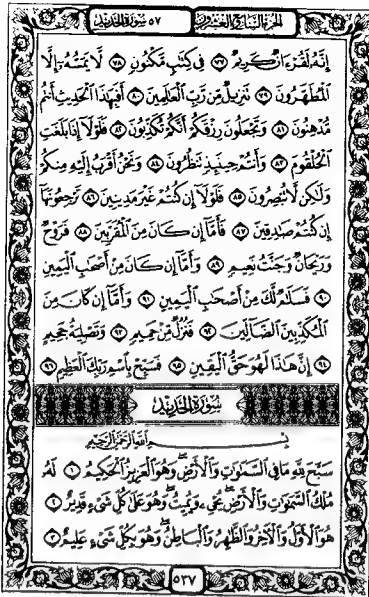 الجزء السابع والعشرون ٥٧ سورة الحديد
إِنَّهُۥ لَقُرْءَانٌ كَرِيمٌ ٧٧ فِى كِتَٰبٍ مَّكْنُونٍ ٧٨ لَّا يَمَسُّهُۥٓ إِلَّا
ٱلْمُطَهَّرُونَ ٧٩ تَنزِيلٌ مِّن رَّبِّ ٱلْعَٰلَمِينَ ٨٠ أَفَبِهَٰذَا ٱلْحَدِيثِ أَنتُم
مُّدْهِنُونَ ٨١ وَتَجْعَلُونَ رِزْقَكُمْ أَنَّكُمْ تُكَذِّبُونَ ٨٢ فَلَوْلَآ إِذَا بَلَغَتِ
ٱلْحُلْقُومَ ٨٣ وَأَنتُمْ حِينَئِذٍ تَنظُرُونَ ٨٤ وَنَحْنُ أَقْرَبُ إِلَيْهِ مِنكُمْ
وَلَٰكِن لَّا تُبْصِرُونَ ٨٥ فَلَوْلَآ إِن كُنتُمْ غَيْرَ مَدِينِينَ ٨٦ تَرْجِعُونَهَآ
إِن كُنتُمْ صَٰدِقِينَ ٨٧ فَأَمَّآ إِن كَانَ مِنَ ٱلْمُقَرَّبِينَ ٨٨ فَرَوْحٌ
وَرَيْحَانٌ وَجَنَّتُ نَعِيمٍ ٨٩ وَأَمَّآ إِن كَانَ مِنْ أَصْحَٰبِ ٱلْيَمِينِ
٩٠ فَسَلَٰمٌ لَّكَ مِنْ أَصْحَٰبِ ٱلْيَمِينِ ٩١ وَأَمَّآ إِن كَانَ مِنَ
ٱلْمُكَذِّبِينَ ٱلضَّآلِّينَ ٩٢ فَنُزُلٌ مِّنْ حَمِيمٍ ٩٣ وَتَصْلِيَةُ جَحِيمٍ
٩٤ إِنَّ هَٰذَا لَهُوَ حَقُّ ٱلْيَقِينِ ٩٥ فَسَبِّحْ بِٱسْمِ رَبِّكَ ٱلْعَظِيمِ ٩٦
سورة الحديد
بِسْمِ ٱللَّهِ ٱلرَّحْمَٰنِ ٱلرَّحِيمِ
سَبَّحَ لِلَّهِ مَا فِى ٱلسَّمَٰوَٰتِ وَٱلْأَرْضِ وَهُوَ ٱلْعَزِيزُ ٱلْحَكِيمُ ١ لَهُۥ
مُلْكُ ٱلسَّمَٰوَٰتِ وَٱلْأَرْضِ يُحْىِۦ وَيُمِيتُ وَهُوَ عَلَىٰ كُلِّ شَىْءٍ قَدِيرٌ ٢
هُوَ ٱلْأَوَّلُ وَٱلْءَاخِرُ وَٱلظَّٰهِرُ وَٱلْبَاطِنُ وَهُوَ بِكُلِّ شَىْءٍ عَلِيمٌ ٣
٥٣٧